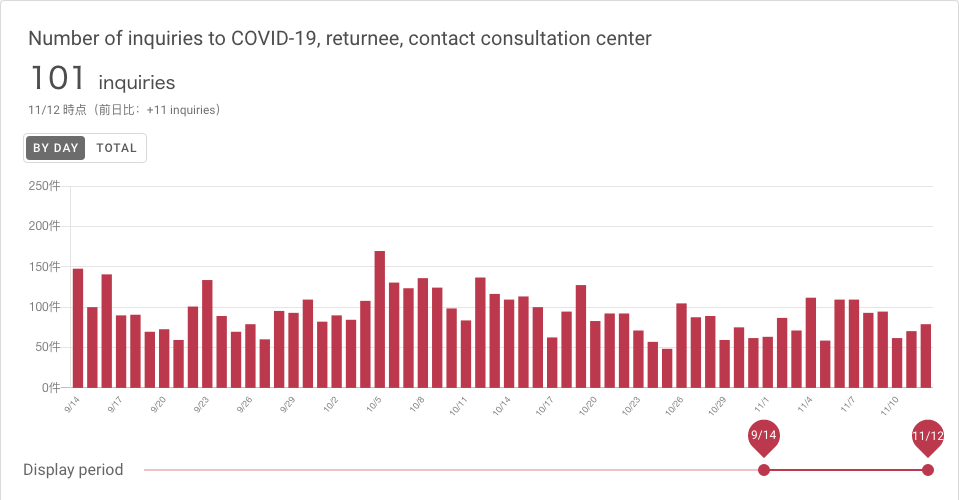 Number of inquiries to COVID-19, returnee, contact consultation center
101 inquiries
11/12 時点（前日比：+11 inquiries）
BY DAY TOTAL
250件
200件
150件
100件
50件
0件
9/14 9/17 9/20 9/23 9/26 9/29 10/2 10/5 10/8 10/11 10/14 10/17 10/20 10/23 10/26 10/29 11/1 11/4 11/7 11/10
9/14 11/12
Display period